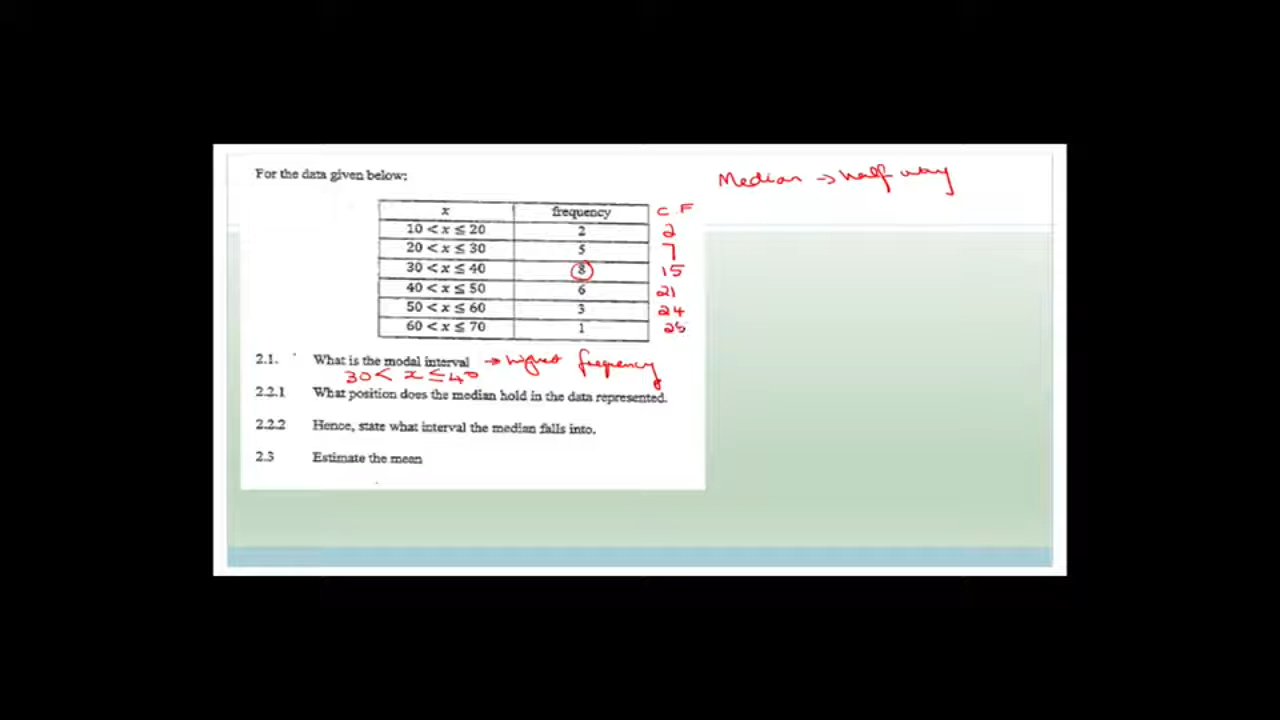 For the data given below:
Median → half way
x frequency C.F
10 < x ≤ 20 2 2
20 < x ≤ 30 5 7
30 < x ≤ 40 8 15
40 < x ≤ 50 6 21
50 < x ≤ 60 3 24
60 < x ≤ 70 1 25
2.1. What is the modal interval → highest frequency
30 < x ≤ 40
2.2.1 What position does the median hold in the data represented.
2.2.2 Hence, state what interval the median falls into.
2.3 Estimate the mean